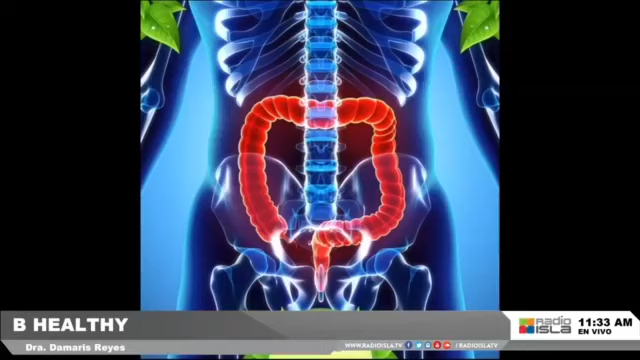 B HEALTHY
Dra. Damaris Reyes
WWW.RADIOISLA.TV
RADIOISLATV
RADIO
ISLA
11:33 AM
EN VIVO